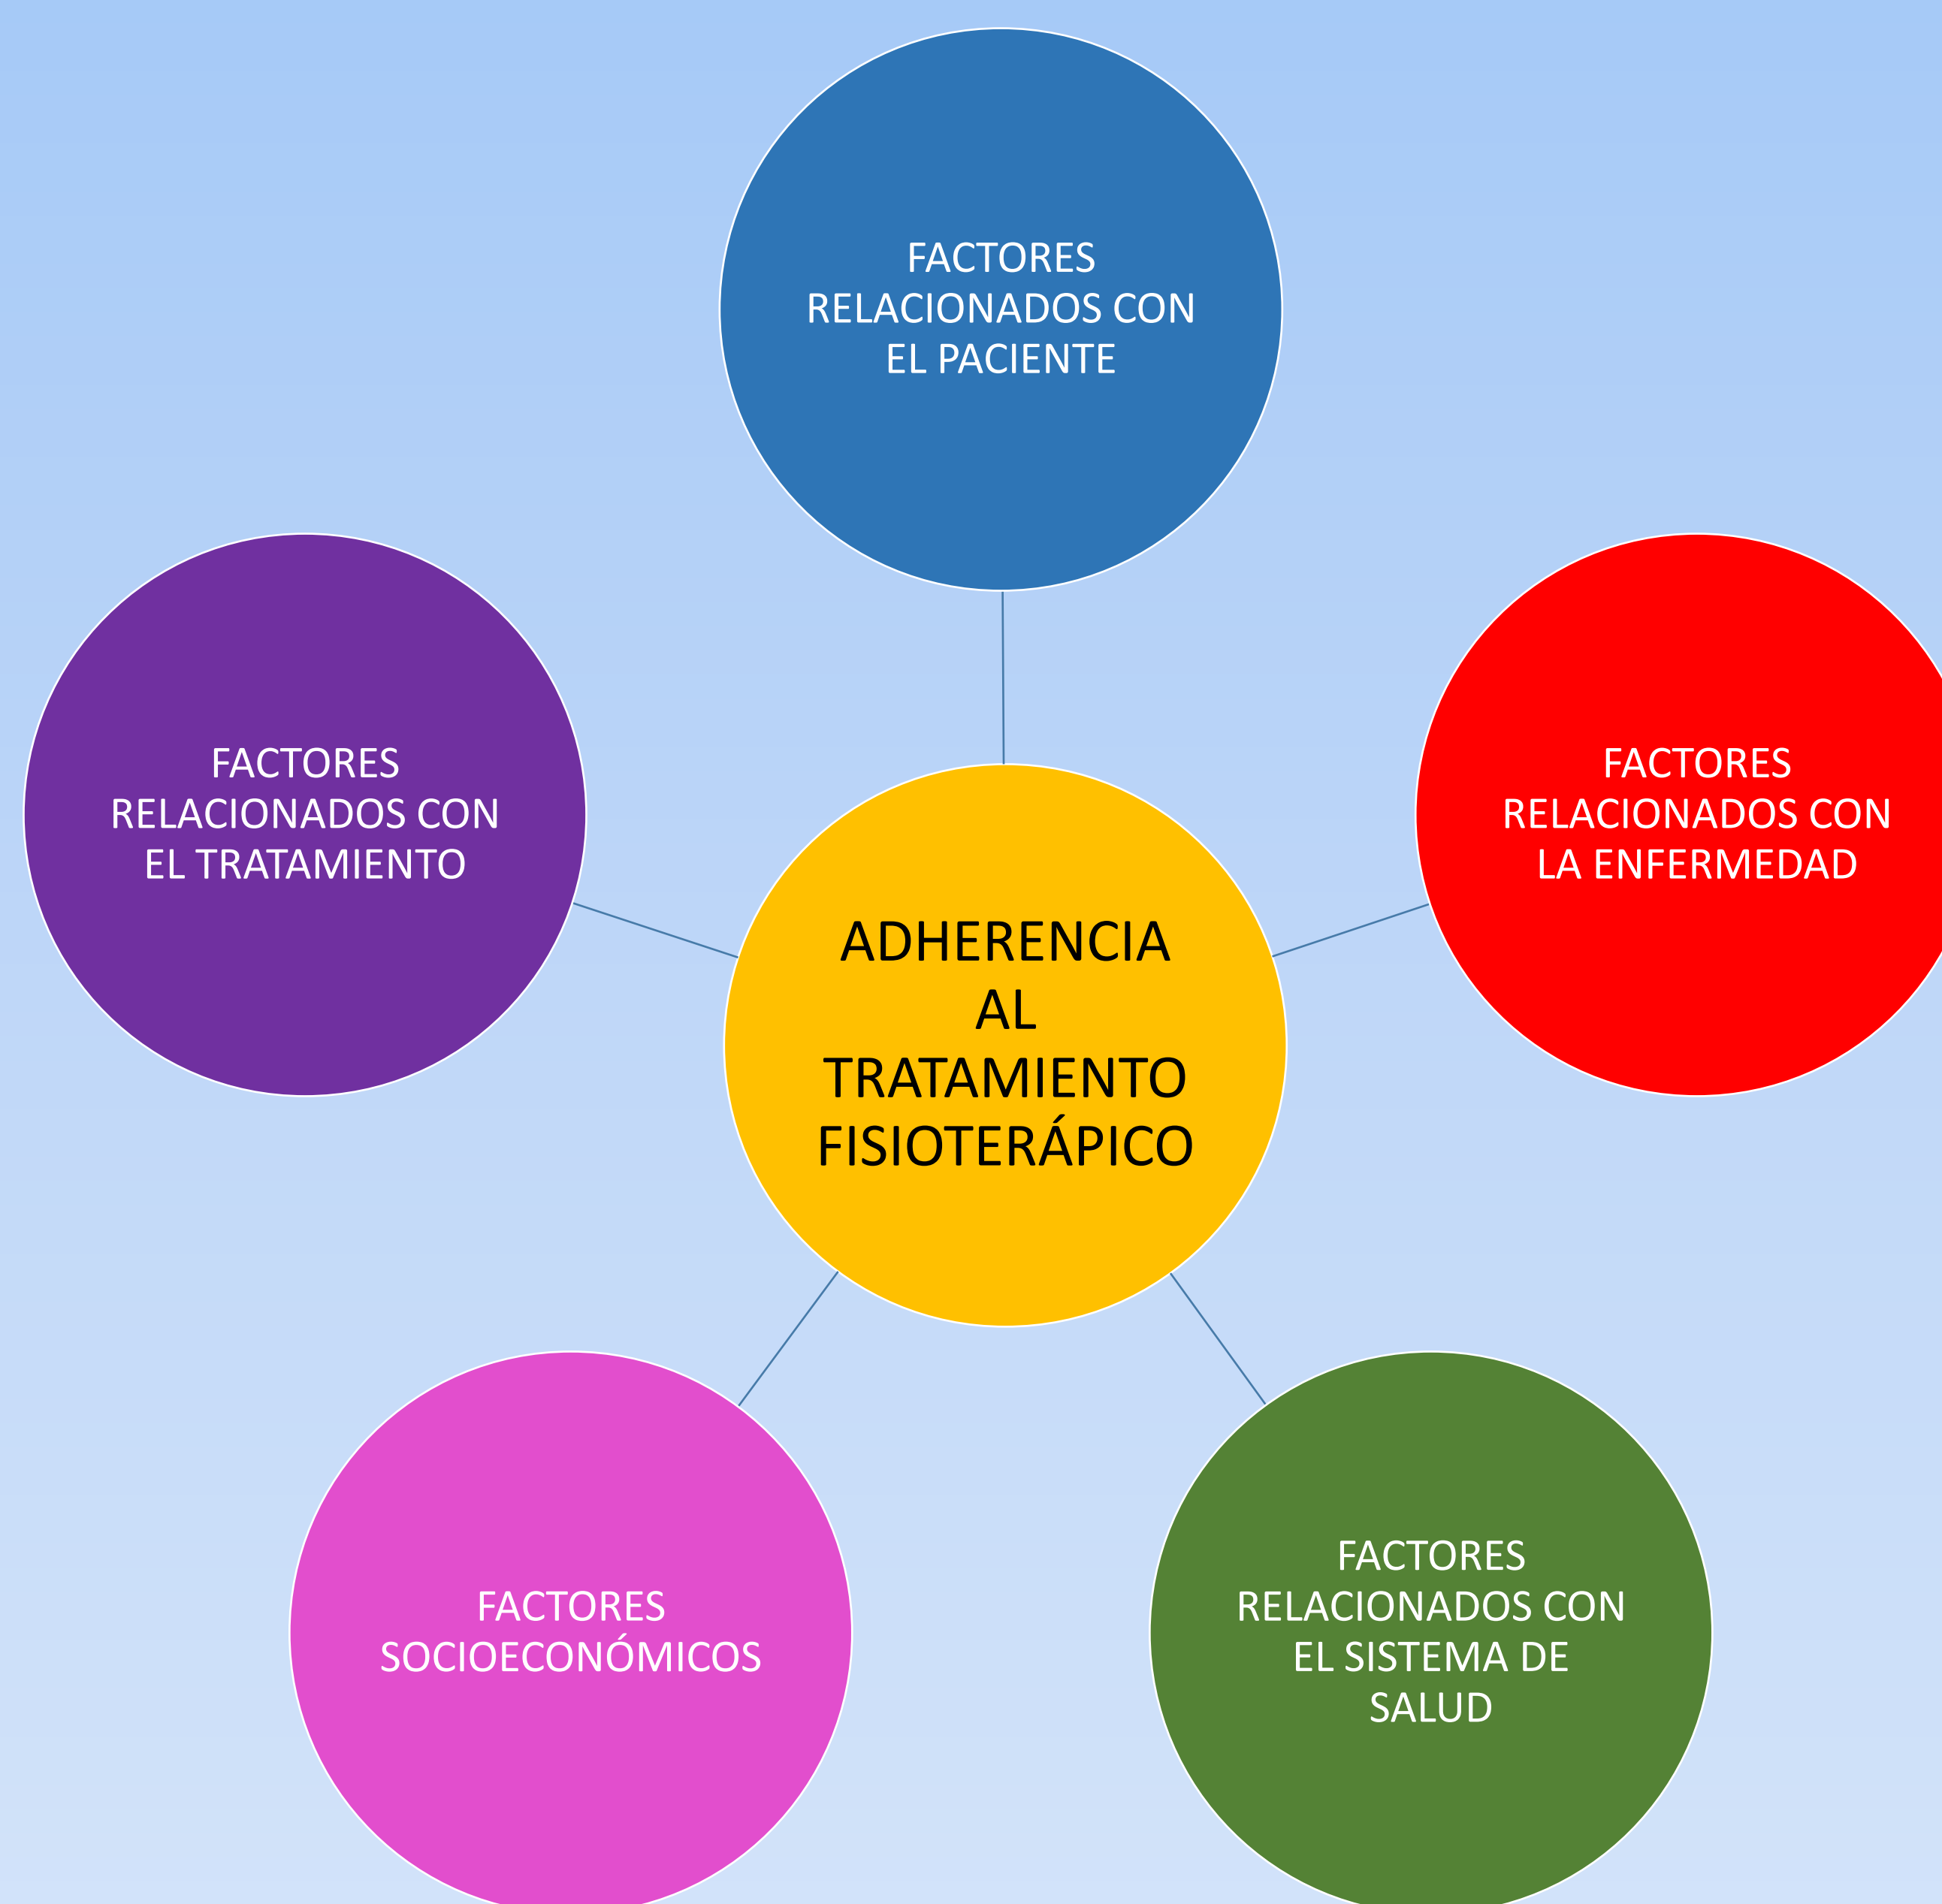 FACTORES
RELACIONADOS CON
EL PACIENTE
FACTORES
RELACIONADOS CON
EL TRATAMIENTO
FACTORES
RELACIONADOS CON
LA ENFERMEDAD
ADHERENCIA
AL
TRATAMIENTO
FISIOTERÁPICO
FACTORES
SOCIOECONÓMICOS
FACTORES
RELACIONADOS CON
EL SISTEMA DE
SALUD